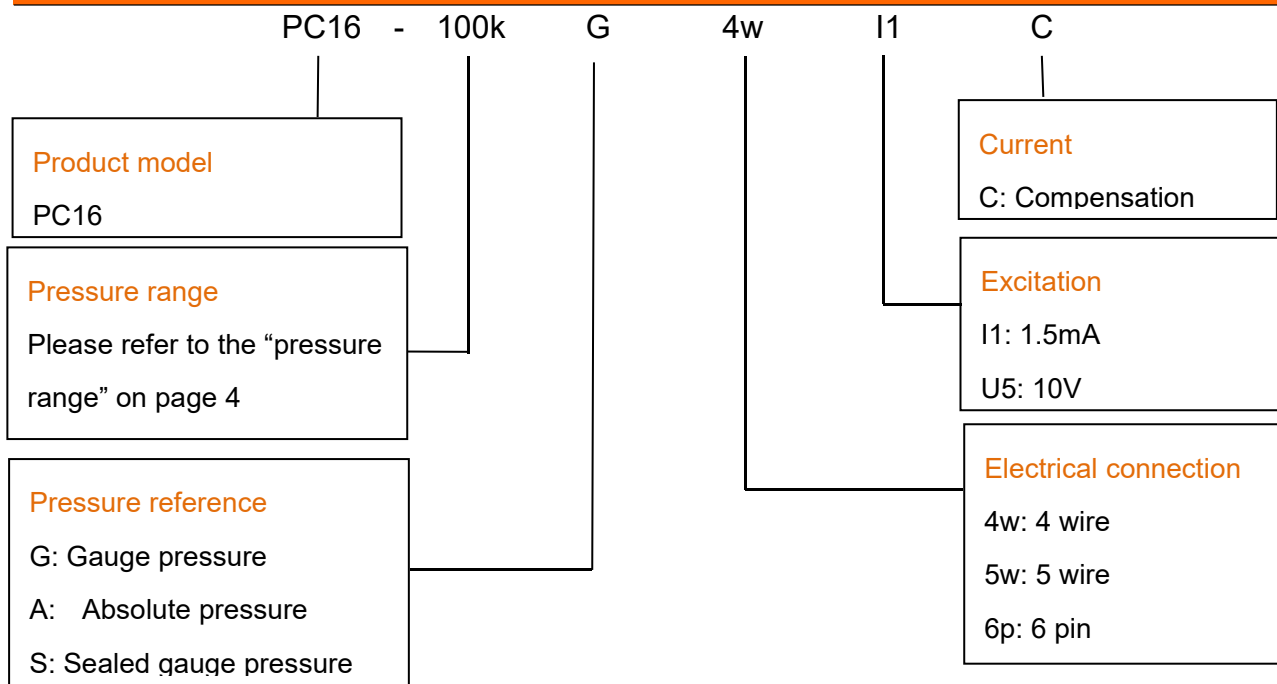 PC16 - 100k G 4w I1 C
Product model
PC16
Pressure range
Please refer to the “pressure
range” on page 4
Pressure reference
G: Gauge pressure
A: Absolute pressure
S: Sealed gauge pressure
Current
C: Compensation
Excitation
I1: 1.5mA
U5: 10V
Electrical connection
4w: 4 wire
5w: 5 wire
6p: 6 pin